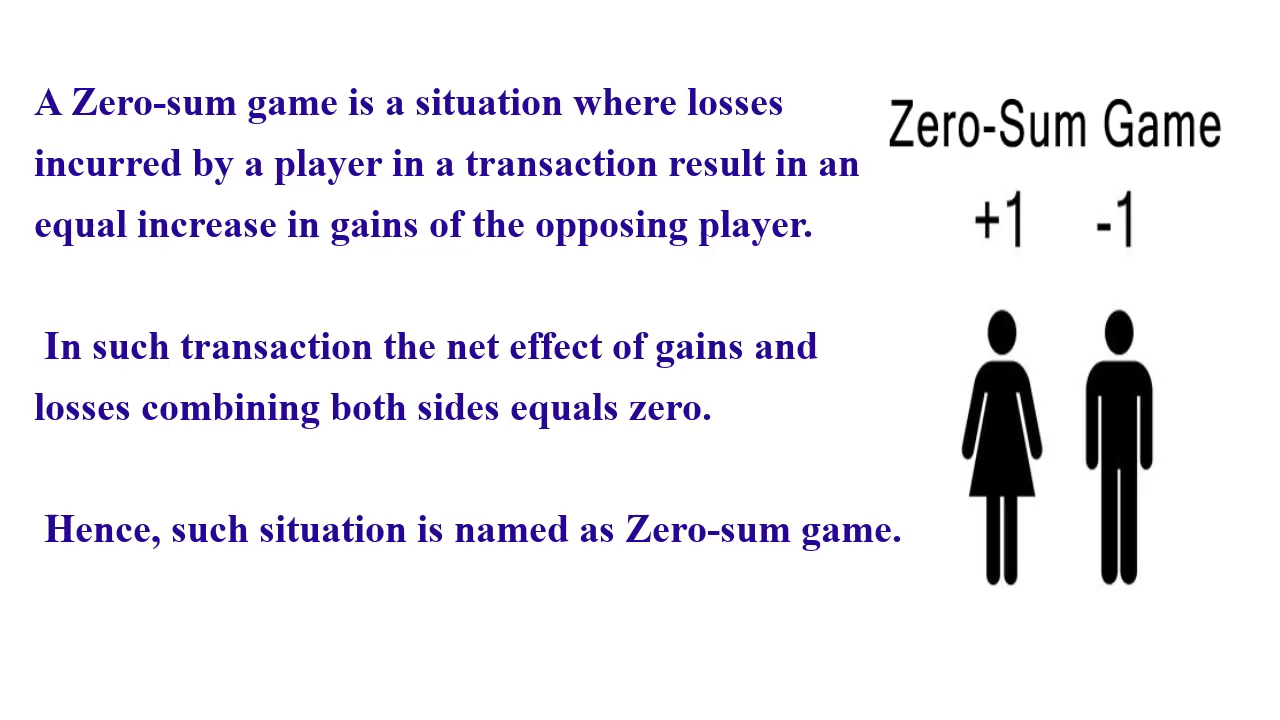 A Zero-sum game is a situation where losses
incurred by a player in a transaction result in an
equal increase in gains of the opposing player.
In such transaction the net effect of gains and
losses combining both sides equals zero.
Hence, such situation is named as Zero-sum game.
Zero-Sum Game
+1 -1